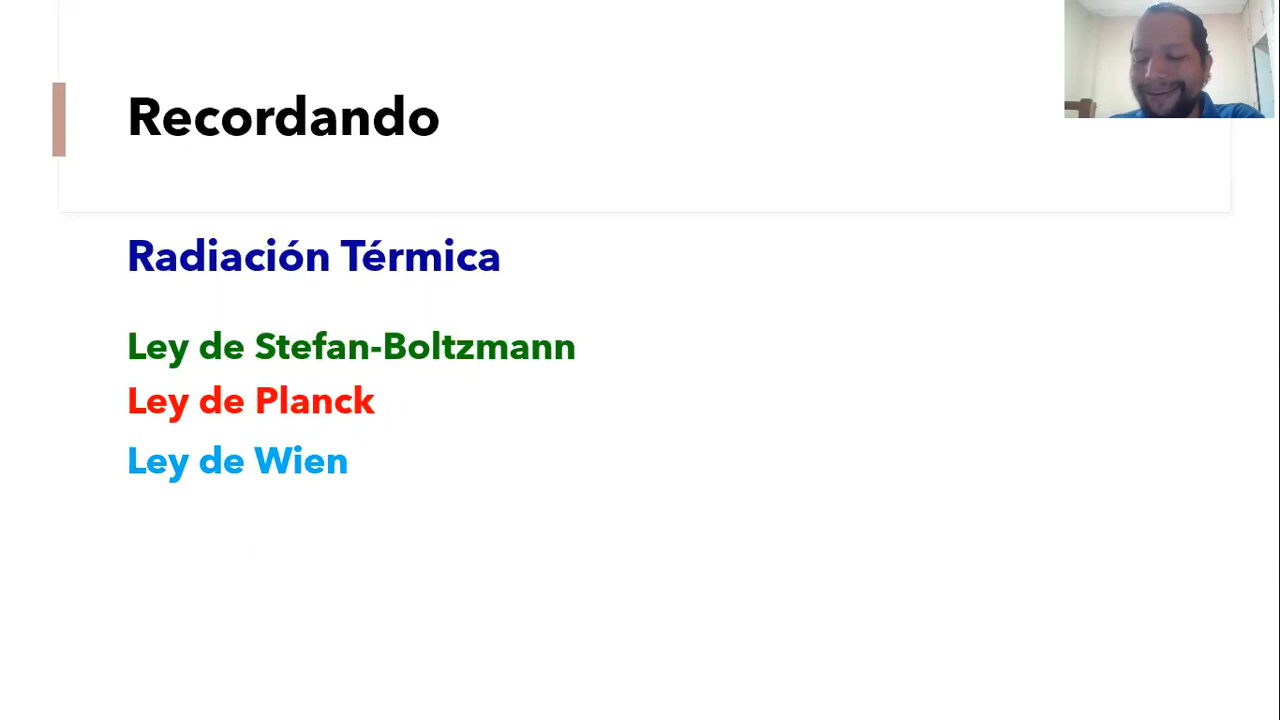 Recordando
Radiación Térmica
Ley de Stefan-Boltzmann
Ley de Planck
Ley de Wien